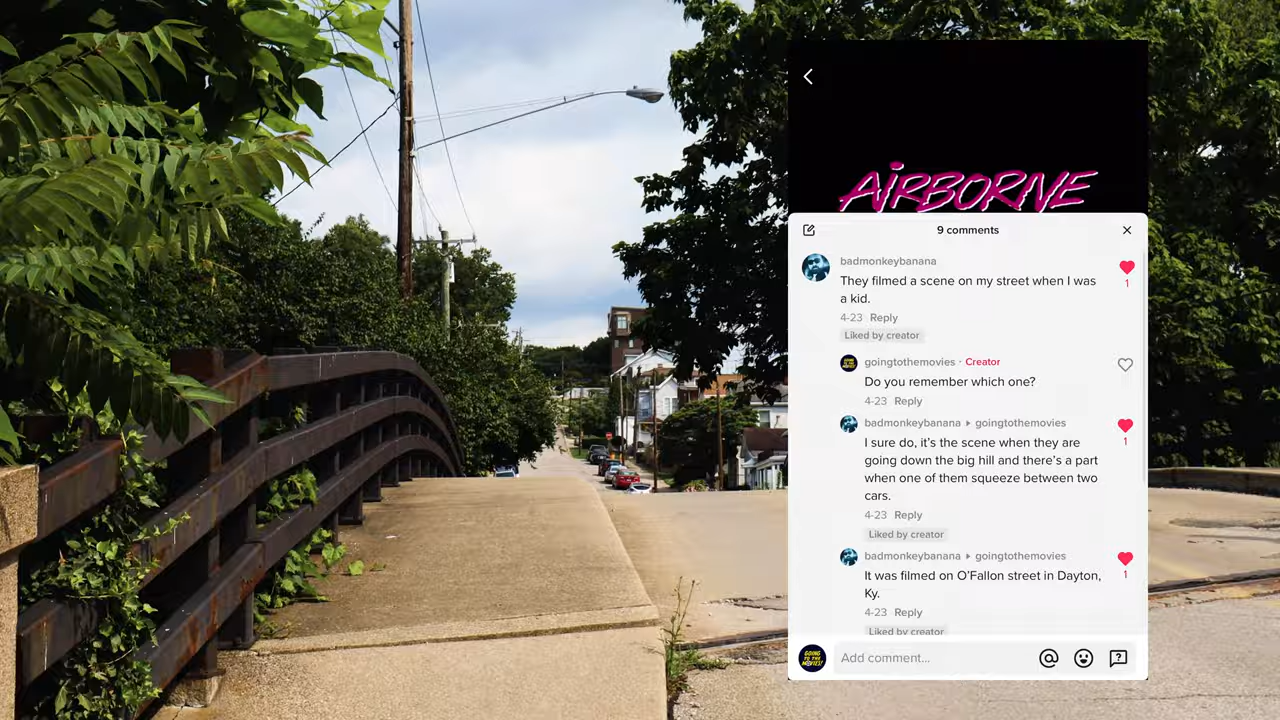 AIRBORNE
9 comments
badmonkeybanana
They filmed a scene on my street when I was
a kid.
1
4-23 Reply
Liked by creator
goingtothemovies · Creator
Do you remember which one?
4-23 Reply
badmonkeybanana ▸ goingtothemovies
1
I sure do, it's the scene when they are
going down the big hill and there's a part
when one of them squeeze between two
cars.
4-23 Reply
Liked by creator
badmonkeybanana ▸ goingtothemovies
It was filmed on O'Fallon street in Dayton,
1
Ky.
4-23 Reply
Liked by creator
GOING
TO THE
MOVIES!
Add comment...